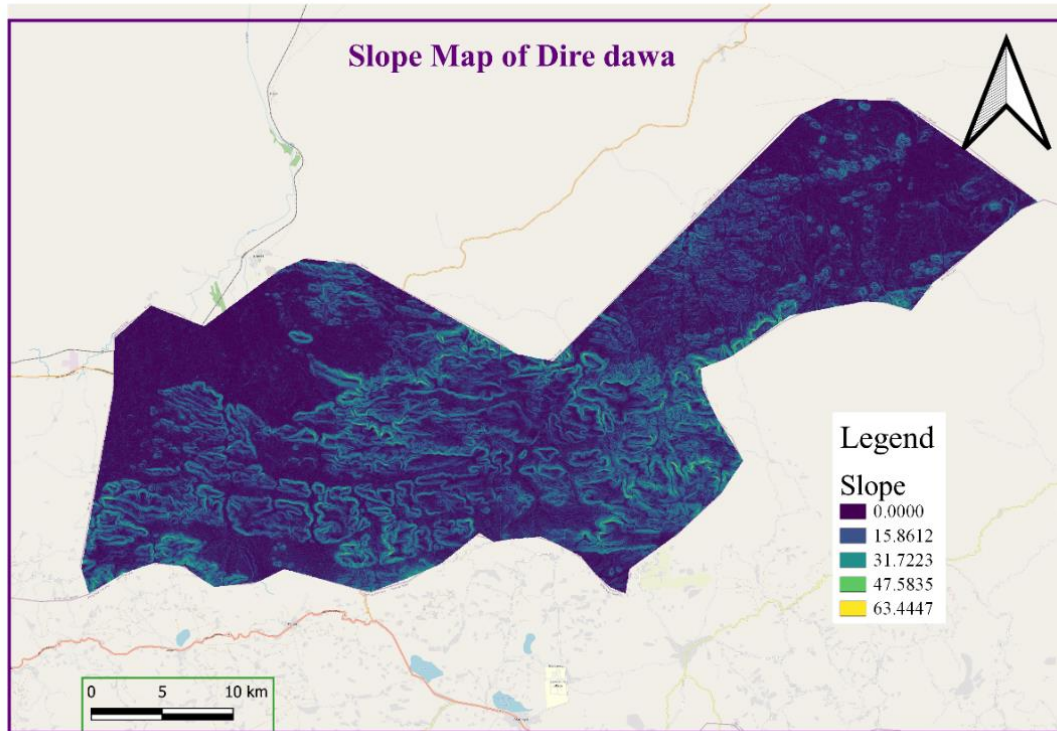 Slope Map of Dire dawa
Legend
Slope
0.0000
15.8612
31.7223
47.5835
63.4447
0 5 10 km